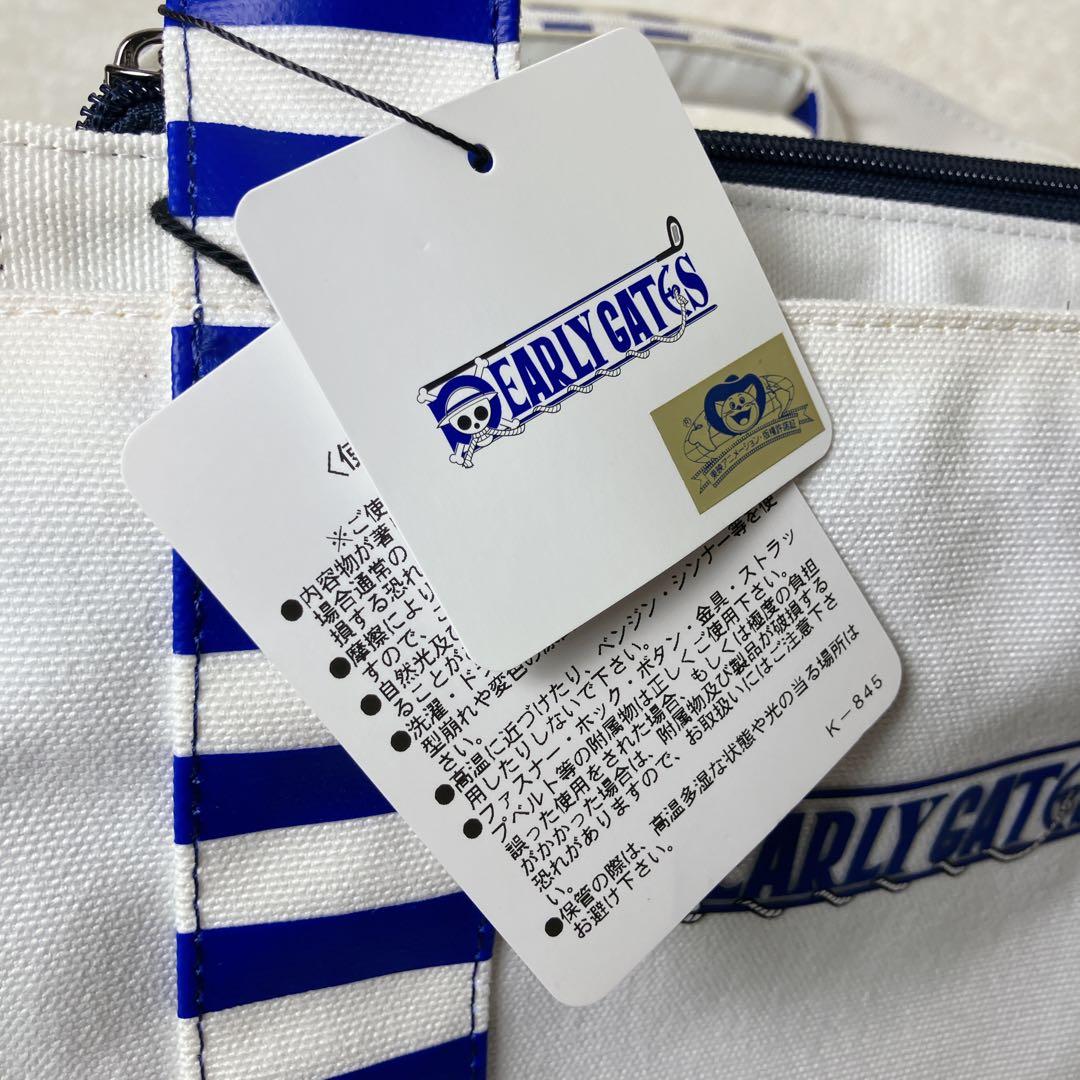 PEARLY GATES
®
東映アニメーション・版権許諾証
〈使
※ご使
●内容物が著
場合通常の
損する恐れ
●摩擦により
すので、こ
●自然光及び
ることが
●洗濯・ド
型崩れや変色の
さい。
●高温に近づけたり、ベンジン・シンナー等を使
用したりしないで下さい。
●ファスナー・ホック・ボタン・金具・ストラッ
プベルト等の附属物は正しくご使用下さい。
誤った使用をされた場合、もしくは極度の負担
がかかった場合は、附属物及び製品が破損する
恐れがありますので、お取扱いにはご注意下さ
い。
●保管の際は、高温多湿な状態や光の当る場所は
お避け下さい。
K-845
EARLY GATES